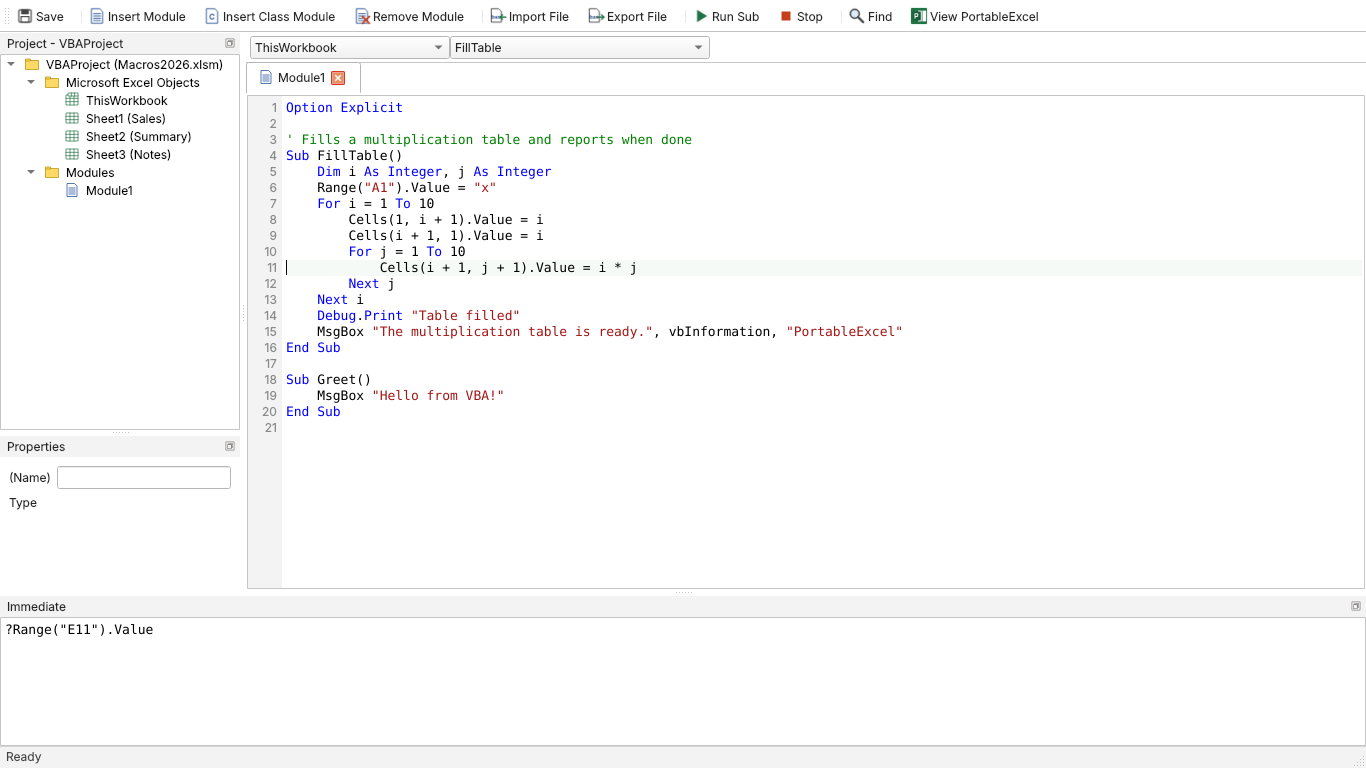 Save Insert Module Insert Class Module Remove Module Import File Export File Run Sub Stop Find View PortableExcel
Project - VBAProject
VBAProject (Macros2026.xlsm)
Microsoft Excel Objects
ThisWorkbook
Sheet1 (Sales)
Sheet2 (Summary)
Sheet3 (Notes)
Modules
Module1
Properties
(Name)
Type
ThisWorkbook FillTable
Module1
1 Option Explicit
2
3 ' Fills a multiplication table and reports when done
4 Sub FillTable()
5     Dim i As Integer, j As Integer
6     Range("A1").Value = "x"
7     For i = 1 To 10
8         Cells(1, i + 1).Value = i
9         Cells(i + 1, 1).Value = i
10         For j = 1 To 10
11             Cells(i + 1, j + 1).Value = i * j
12         Next j
13     Next i
14     Debug.Print "Table filled"
15     MsgBox "The multiplication table is ready.", vbInformation, "PortableExcel"
16 End Sub
17
18 Sub Greet()
19     MsgBox "Hello from VBA!"
20 End Sub
21
Immediate
?Range("E11").Value
Ready